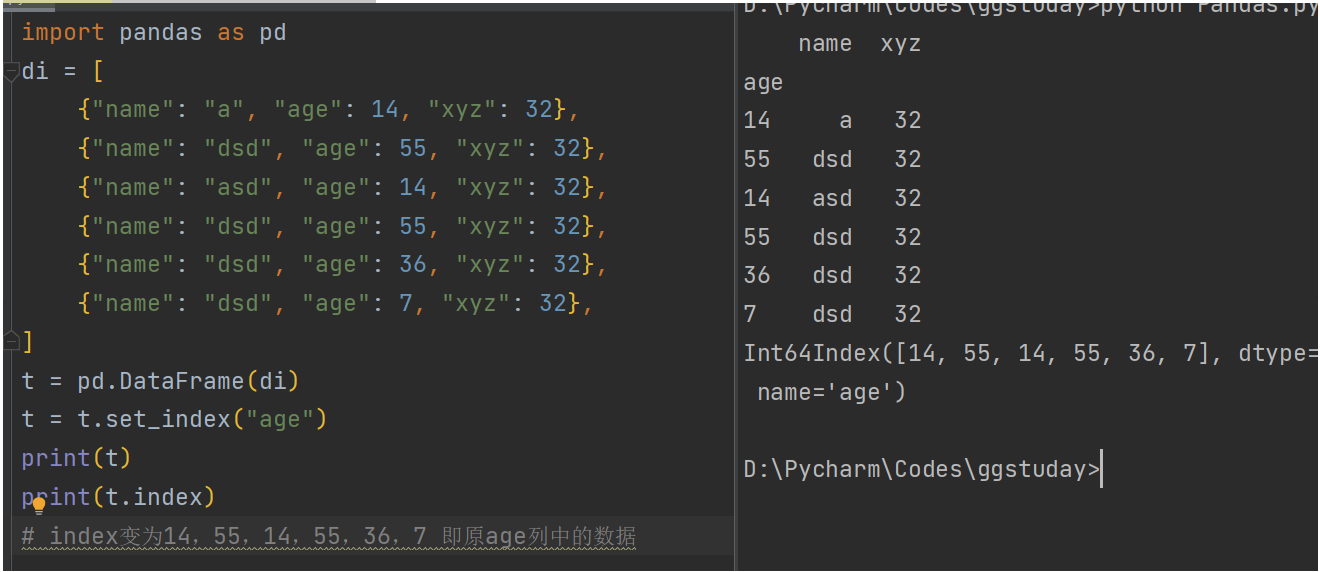 import pandas as pd
di = [
    {"name": "a", "age": 14, "xyz": 32},
    {"name": "dsd", "age": 55, "xyz": 32},
    {"name": "asd", "age": 14, "xyz": 32},
    {"name": "dsd", "age": 55, "xyz": 32},
    {"name": "dsd", "age": 36, "xyz": 32},
    {"name": "dsd", "age": 7, "xyz": 32},
]
t = pd.DataFrame(di)
t = t.set_index("age")
print(t)
print(t.index)
# index变为14，55，14，55，36，7 即原age列中的数据
D:\Pycharm\Codes\ggstuday>python Pandas.py
    name  xyz
age
14     a   32
55   dsd   32
14   asd   32
55   dsd   32
36   dsd   32
7    dsd   32
Int64Index([14, 55, 14, 55, 36, 7], dtype=
 name='age')
D:\Pycharm\Codes\ggstuday>